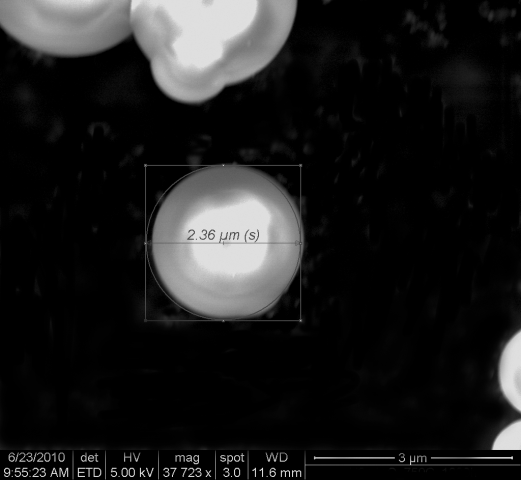 2.36 µm (s)
6/23/2010 det HV mag spot WD 3 µm
9:55:23 AM ETD 5.00 kV 37 723 x 3.0 11.6 mm